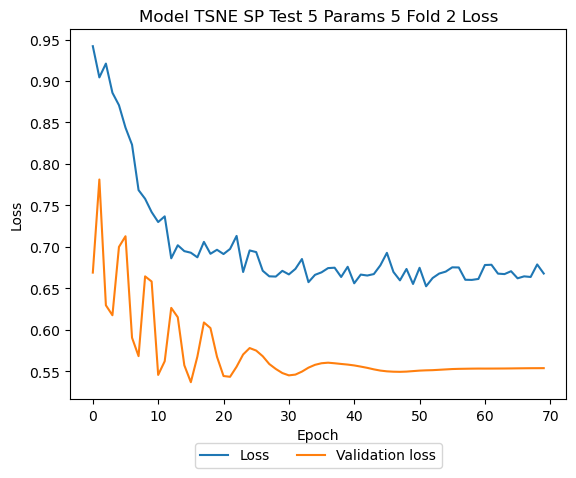 Model TSNE SP Test 5 Params 5 Fold 2 Loss
0.95
0.90
0.85
0.80
0.75
0.70
0.65
0.60
0.55
Loss
0 10 20 30 40 50 60 70
Epoch
Loss Validation loss